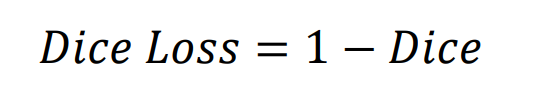 Dice Loss = 1 − Dice